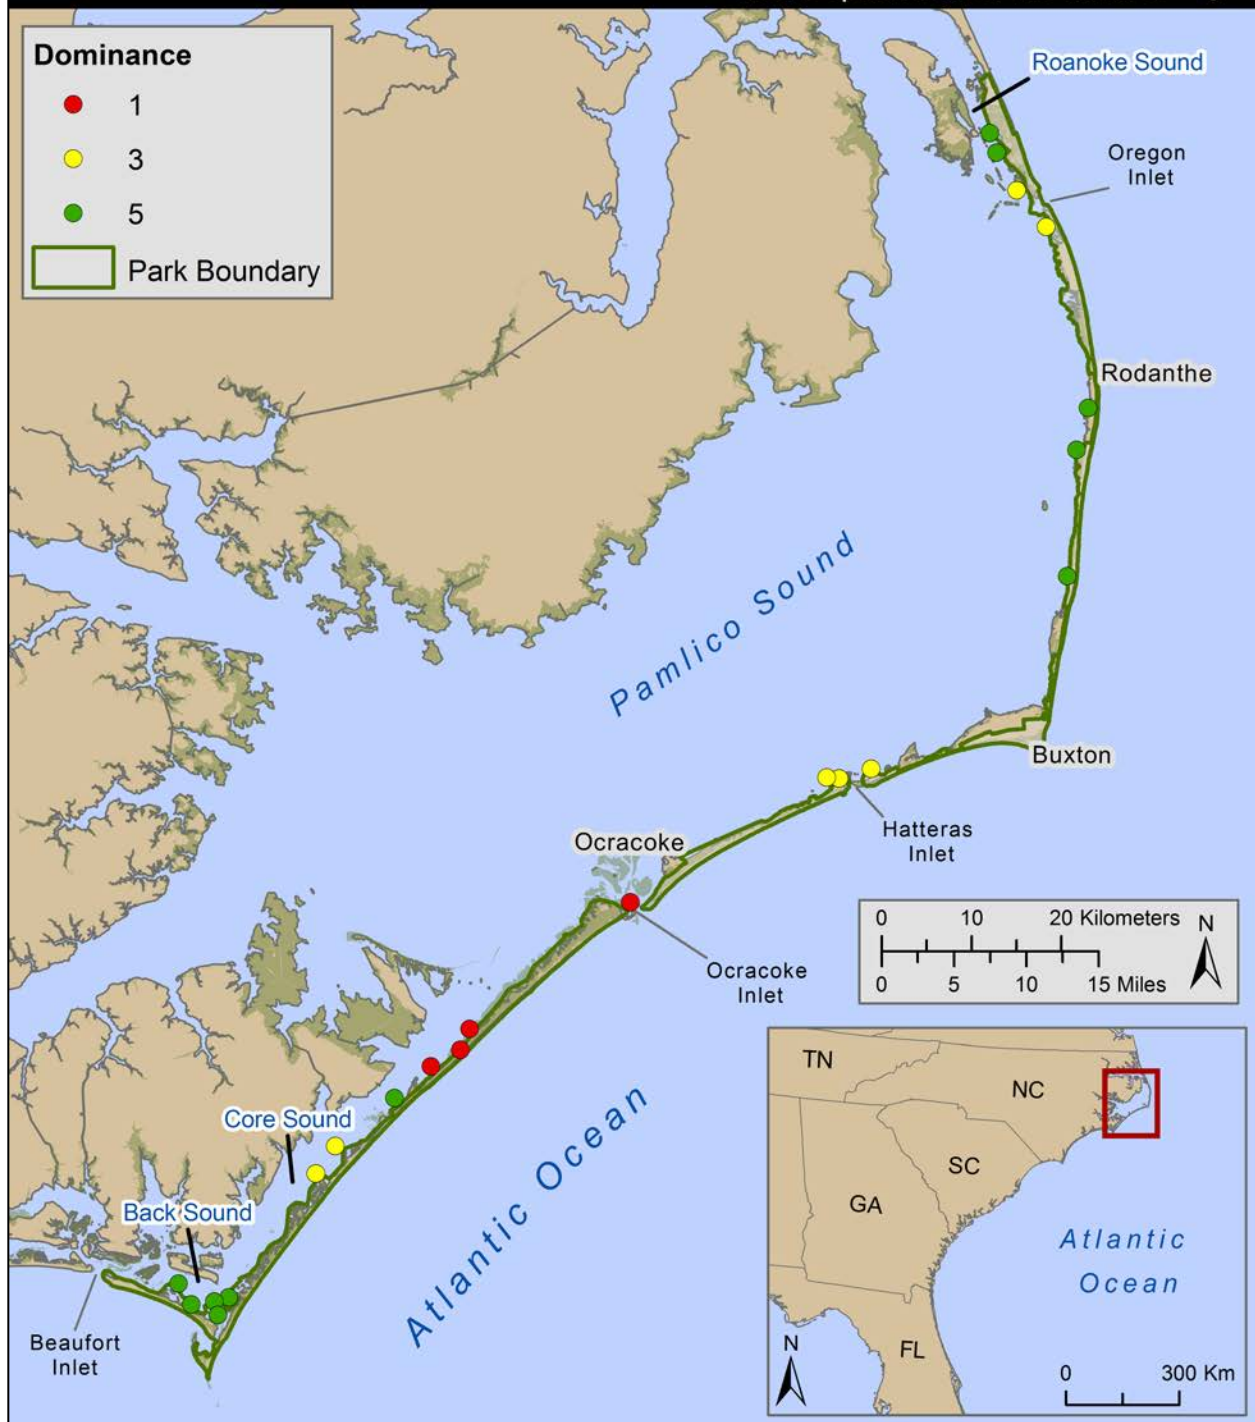 Dominance
1
3
5
Park Boundary
Roanoke Sound
Oregon
Inlet
Rodanthe
Pamlico Sound
Buxton
Hatteras
Inlet
Ocracoke
Ocracoke
Inlet
0 10 20 Kilometers
N
0 5 10 15 Miles
Core Sound
Back Sound
Atlantic Ocean
Beaufort
Inlet
TN
NC
SC
GA
Atlantic
Ocean
FL
N
0 300 Km